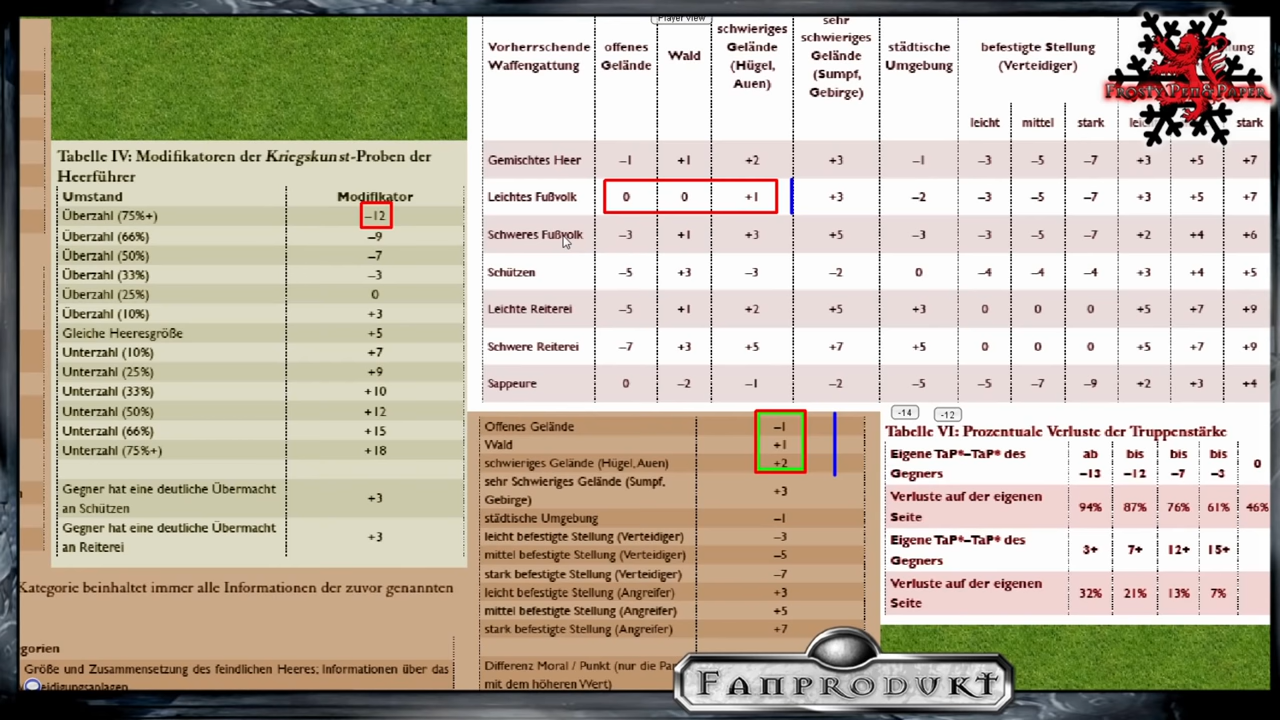 Player View
Vorherrschende Waffengattung
offenes Gelände
Wald
schwieriges Gelände (Hügel, Auen)
sehr schwieriges Gelände (Sumpf, Gebirge)
städtische Umgebung
befestigte Stellung (Verteidiger)
Frosty Pen&Paper
leicht mittel stark stark
Gemischtes Heer –1 +1 +2 +3 –1 –3 –5 –7 +3 +5 +7
Leichtes Fußvolk 0 0 +1 +3 –2 –3 –5 –7 +3 +5 +7
Schweres Fußvolk –3 +1 +3 +5 –3 –3 –5 –7 +2 +4 +6
Schützen –5 +3 –3 –2 0 –4 –4 –4 +3 +4 +5
Leichte Reiterei –5 +1 +2 +5 +3 0 0 0 +5 +7 +9
Schwere Reiterei –7 +3 +5 +7 +5 0 0 0 +5 +7 +9
Sappeure 0 –2 –1 –2 –5 –5 –7 –9 +2 +3 +4
Tabelle IV: Modifikatoren der Kriegskunst-Proben der
Heerführer
Umstand Modifikator
Überzahl (75%+) –12
Überzahl (66%) –9
Überzahl (50%) –7
Überzahl (33%) –3
Überzahl (25%) 0
Überzahl (10%) +3
Gleiche Heeresgröße +5
Unterzahl (10%) +7
Unterzahl (25%) +9
Unterzahl (33%) +10
Unterzahl (50%) +12
Unterzahl (66%) +15
Unterzahl (75%+) +18
Gegner hat eine deutliche Übermacht
an Schützen +3
Gegner hat eine deutliche Übermacht
an Reiterei +3
Kategorie beinhaltet immer alle Informationen der zuvor genannten
gorien
Größe und Zusammensetzung des feindlichen Heeres; Informationen über das
eidigungsanlagen
Offenes Gelände –1
Wald +1
schwieriges Gelände (Hügel, Auen) +2
sehr Schwieriges Gelände (Sumpf,
Gebirge) +3
städtische Umgebung –1
leicht befestigte Stellung (Verteidiger) –3
mittel befestigte Stellung (Verteidiger) –5
stark befestigte Stellung (Verteidiger) –7
leicht befestigte Stellung (Angreifer) +3
mittel befestigte Stellung (Angreifer) +5
stark befestigte Stellung (Angreifer) +7
Differenz Moral / Punkt (nur die
mit dem höheren Wert)
-14 -12
Tabelle VI: Prozentuale Verluste der Truppenstärke
Eigene TaP*–TaP* des ab bis bis bis 0
Gegners –13 –12 –7 –3
Verluste auf der eigenen
Seite 94% 87% 76% 61% 46%
Eigene TaP*–TaP* des
Gegners 3+ 7+ 12+ 15+
Verluste auf der eigenen
Seite 32% 21% 13% 7%
Fanprodukt